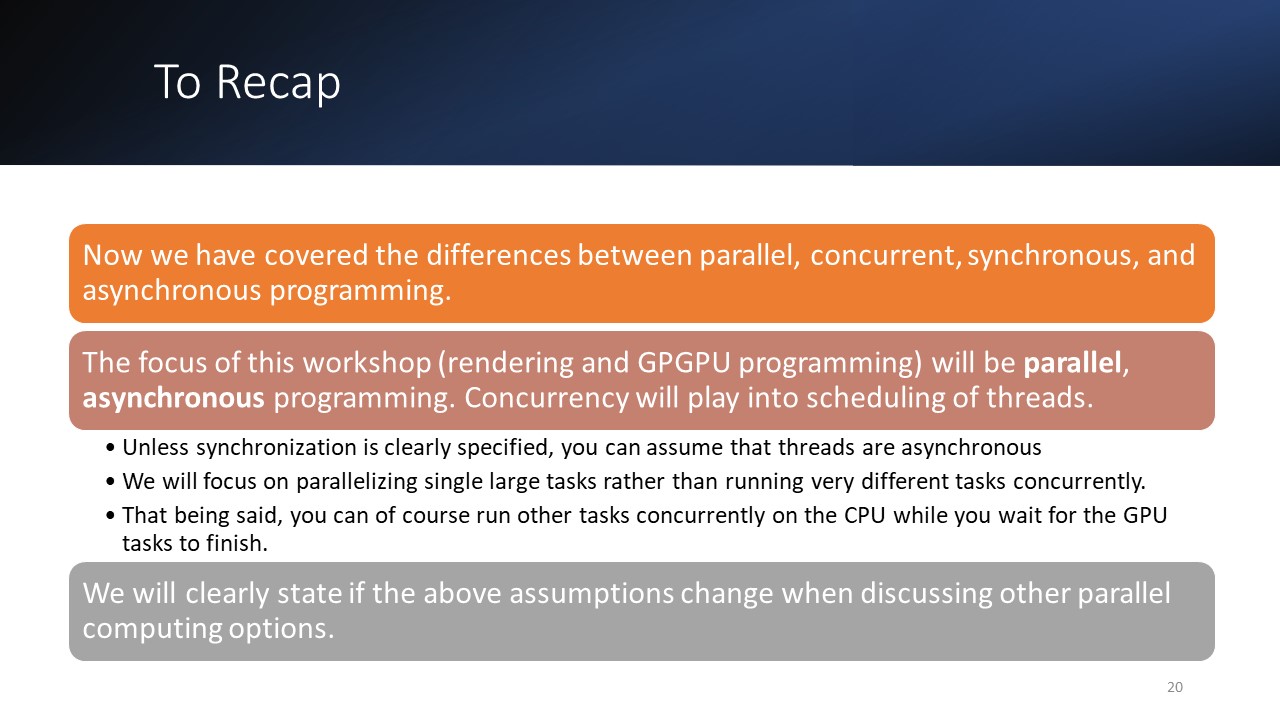 To Recap
Now we have covered the differences between parallel, concurrent, synchronous, and
asynchronous programming.
The focus of this workshop (rendering and GPGPU programming) will be parallel,
asynchronous programming. Concurrency will play into scheduling of threads.
• Unless synchronization is clearly specified, you can assume that threads are asynchronous
• We will focus on parallelizing single large tasks rather than running very different tasks concurrently.
• That being said, you can of course run other tasks concurrently on the CPU while you wait for the GPU
tasks to finish.
We will clearly state if the above assumptions change when discussing other parallel
computing options.
20